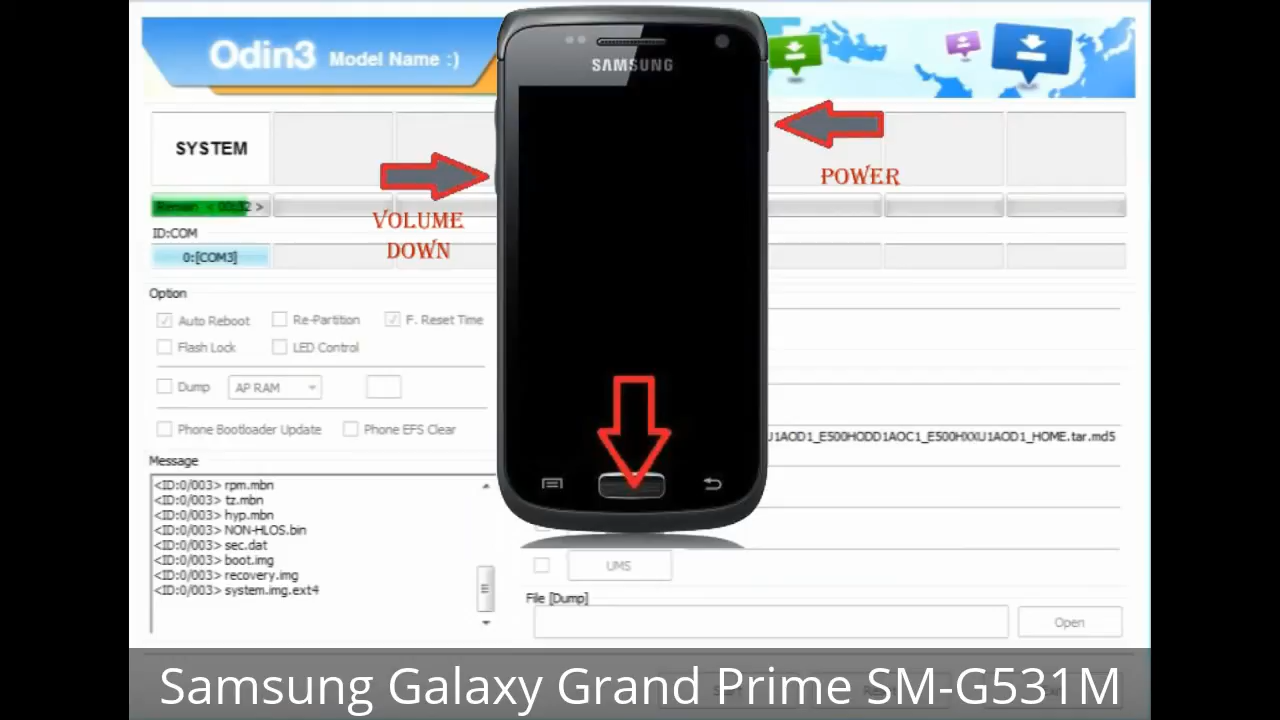 Odin3 Model Name :)
SAMSUNG
SYSTEM
POWER
VOLUME
DOWN
ID:COM
0:[COM3]
Option
Auto Reboot
Re-Partition
F. Reset Time
Flash Lock
LED Control
Dump
AP RAM
Phone Bootloader Update
Phone EFS Clear
J1AOD1_E500HODD1AOC1_E500HXXU1AOD1_HOME.tar.md5
Message
<ID:0/003> rpm.mbn
<ID:0/003> tz.mbn
<ID:0/003> hyp.mbn
<ID:0/003> NON-HLOS.bin
<ID:0/003> sec.dat
<ID:0/003> boot.img
<ID:0/003> recovery.img
<ID:0/003> system.img.ext4
UMS
File [Dump]
Open
Samsung Galaxy Grand Prime SM-G531M